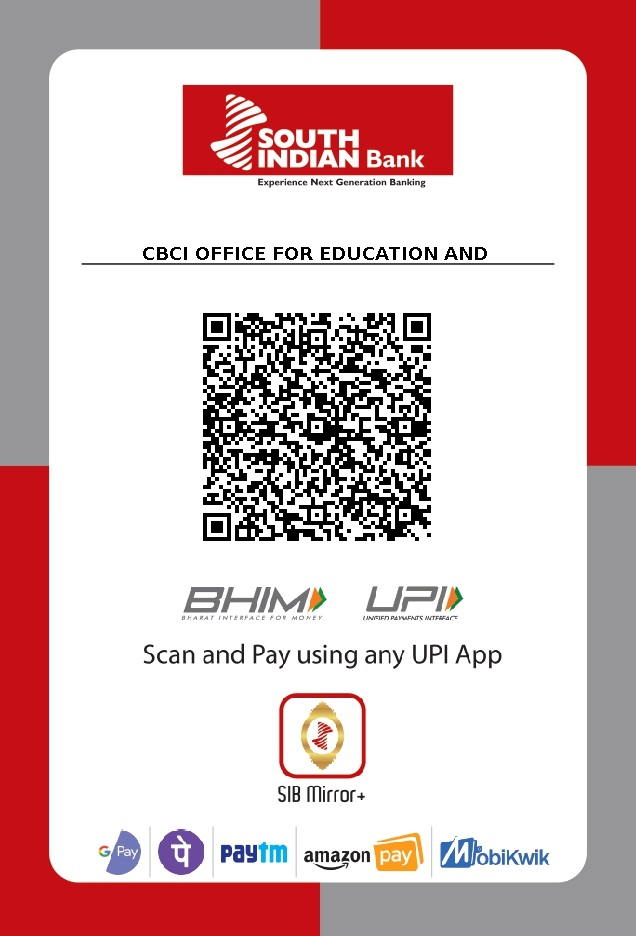 SOUTH
INDIAN Bank
Experience Next Generation Banking
CBCI OFFICE FOR EDUCATION AND
BHIM UPI
BHARAT INTERFACE FOR MONEY UNIFIED PAYMENTS INTERFACE
Scan and Pay using any UPI App
SIB Mirror+
G Pay पे paytm amazon pay MobiKwik